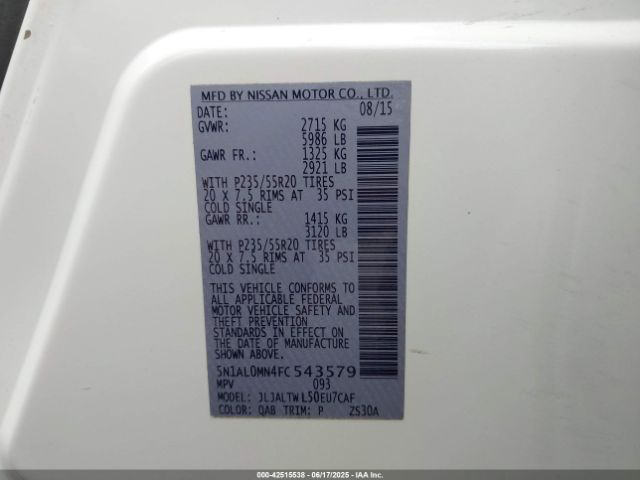 MFD BY NISSAN MOTOR CO., LTD.
DATE: 08/15
GVWR: 2715 KG
5986 LB
GAWR FR.: 1325 KG
2921 LB
WITH P235/55R20 TIRES
20 X 7.5 RIMS AT 35 PSI
COLD SINGLE
GAWR RR.: 1415 KG
3120 LB
WITH P235/55R20 TIRES
20 X 7.5 RIMS AT 35 PSI
COLD SINGLE
THIS VEHICLE CONFORMS TO
ALL APPLICABLE FEDERAL
MOTOR VEHICLE SAFETY AND
THEFT PREVENTION
STANDARDS IN EFFECT ON
THE DATE OF MANUFACTURE
SHOWN ABOVE.
5N1AL0MN4FC543579
MPV 093
MODEL: JLJALTWL50EU7CAF
COLOR: QAB TRIM: P ZS30A
000-42515538 - 06/17/2025 - IAAI.COM